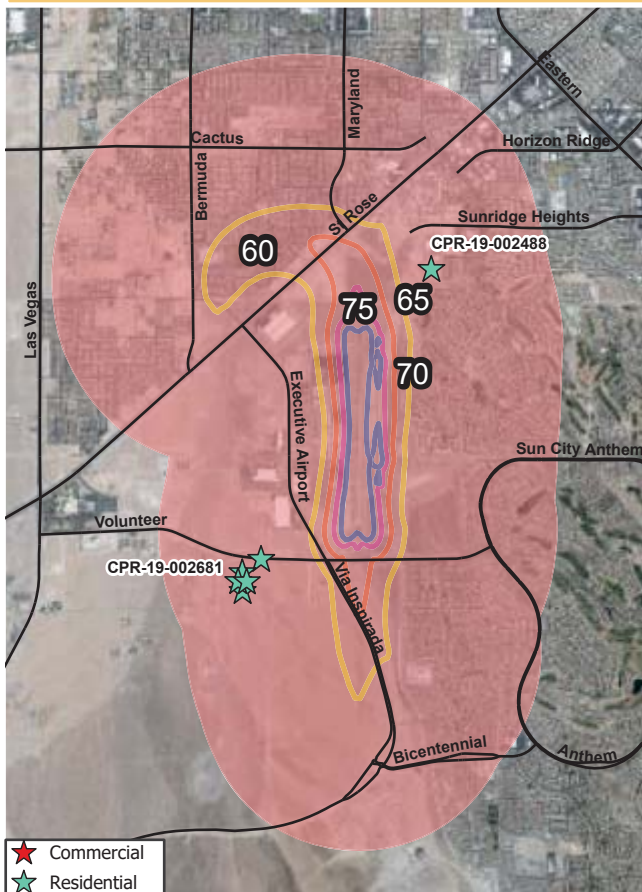 Maryland
Eastern
Cactus
Horizon Ridge
Bermuda
St Rose
Sunridge Heights
CPR-19-002488
60
65
75
Las Vegas
70
Executive Airport
Sun City Anthem
Volunteer
CPR-19-002681
Via Inspirada
Bicentennial
Anthem
Commercial
Residential